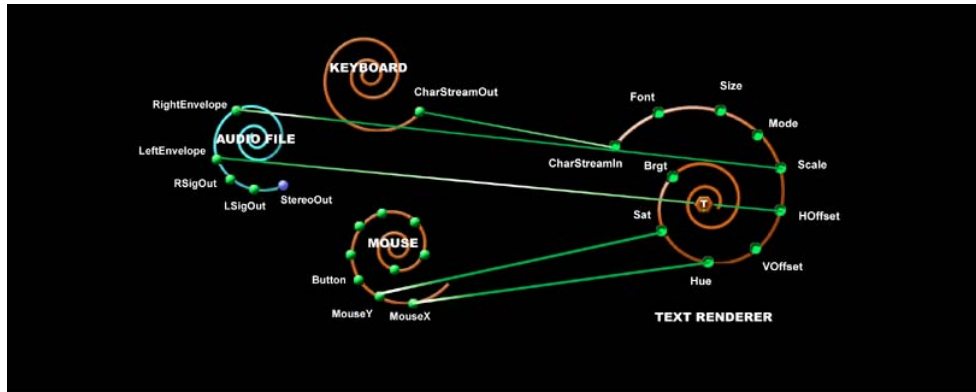 KEYBOARD
CharStreamOut
RightEnvelope
AUDIO FILE
LeftEnvelope
RSigOut
LSigOut
StereoOut
MOUSE
Button
MouseY
MouseX
Size
Font
Mode
CharStreamIn
Brgt
Scale
T
Sat
HOffset
VOffset
Hue
TEXT RENDERER